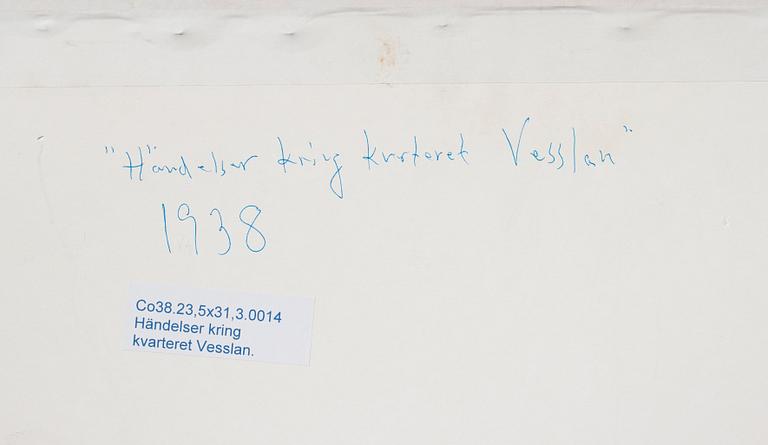 "Händelser kring kvarteret Vesslan"
1938
Co38.23,5x31,3.0014
Händelser kring
kvarteret Vesslan.